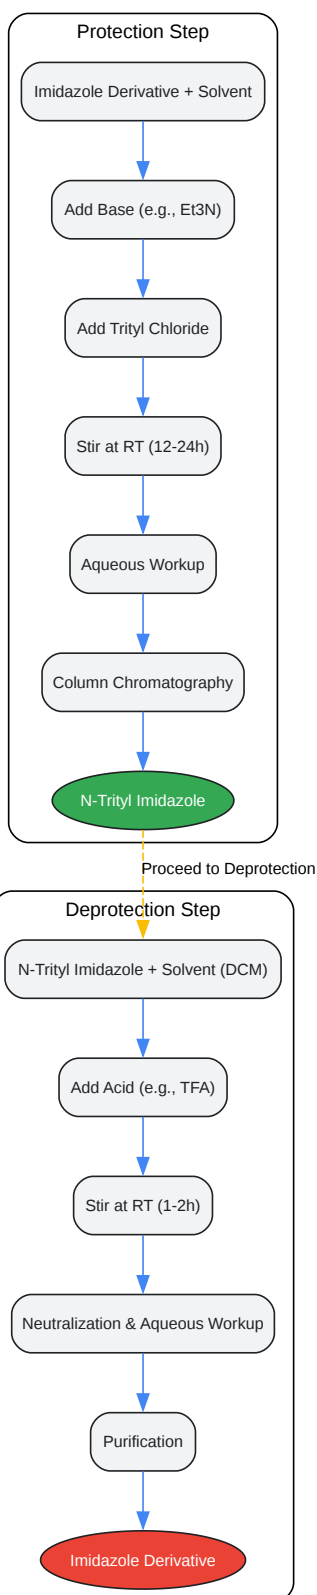 Protection Step
Imidazole Derivative + Solvent
Add Base (e.g., Et3N)
Add Trityl Chloride
Stir at RT (12-24h)
Aqueous Workup
Column Chromatography
N-Trityl Imidazole
Proceed to Deprotection
Deprotection Step
N-Trityl Imidazole + Solvent (DCM)
Add Acid (e.g., TFA)
Stir at RT (1-2h)
Neutralization & Aqueous Workup
Purification
Imidazole Derivative